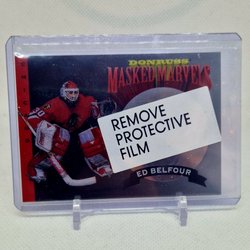 DONRUSS
MASKED MARVELS
REMOVE
PROTECTIVE
FILM
ED BELFOUR